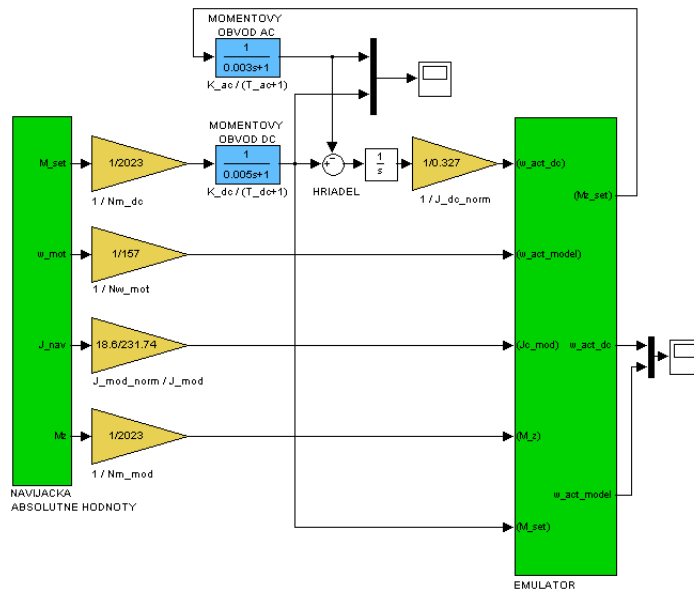 MOMENTOVY
OBVOD AC
1
0.003s+1
K_ac / (T_ac+1)
MOMENTOVY
OBVOD DC
M_set
1/2023
1 / Nm_dc
1
0.005s+1
K_dc / (T_dc+1)
+
−
HRIADEL
1
s
1/0.327
1 / J_dc_norm
(w_act_dc)
(Mz_set)
w_mot
1/157
1 / Nw_mot
(w_act_model)
J_nav
18.6/231.74
J_mod_norm / J_mod
(Jc_mod)
w_act_dc
Mz
1/2023
1 / Nm_mod
(M_z)
w_act_model
NAVIJACKA
ABSOLUTNE HODNOTY
(M_set)
EMULATOR